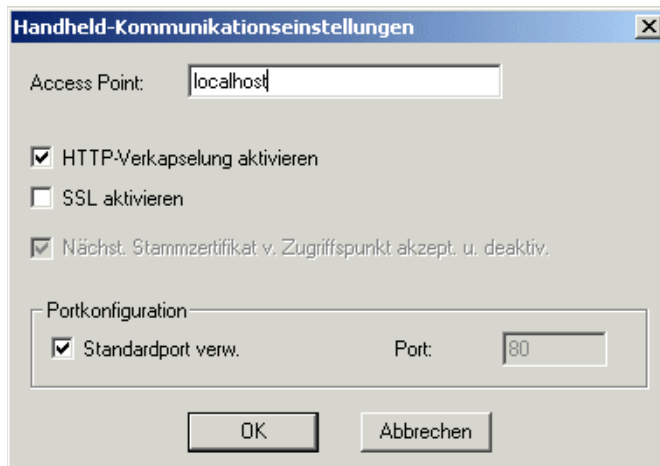 Handheld-Kommunikationseinstellungen
Access Point: localhost
HTTP-Verkapselung aktivieren
SSL aktivieren
Nächst. Stammzertifikat v. Zugriffspunkt akzept. u. deaktiv.
Portkonfiguration
Standardport verw. Port: 80
OK Abbrechen